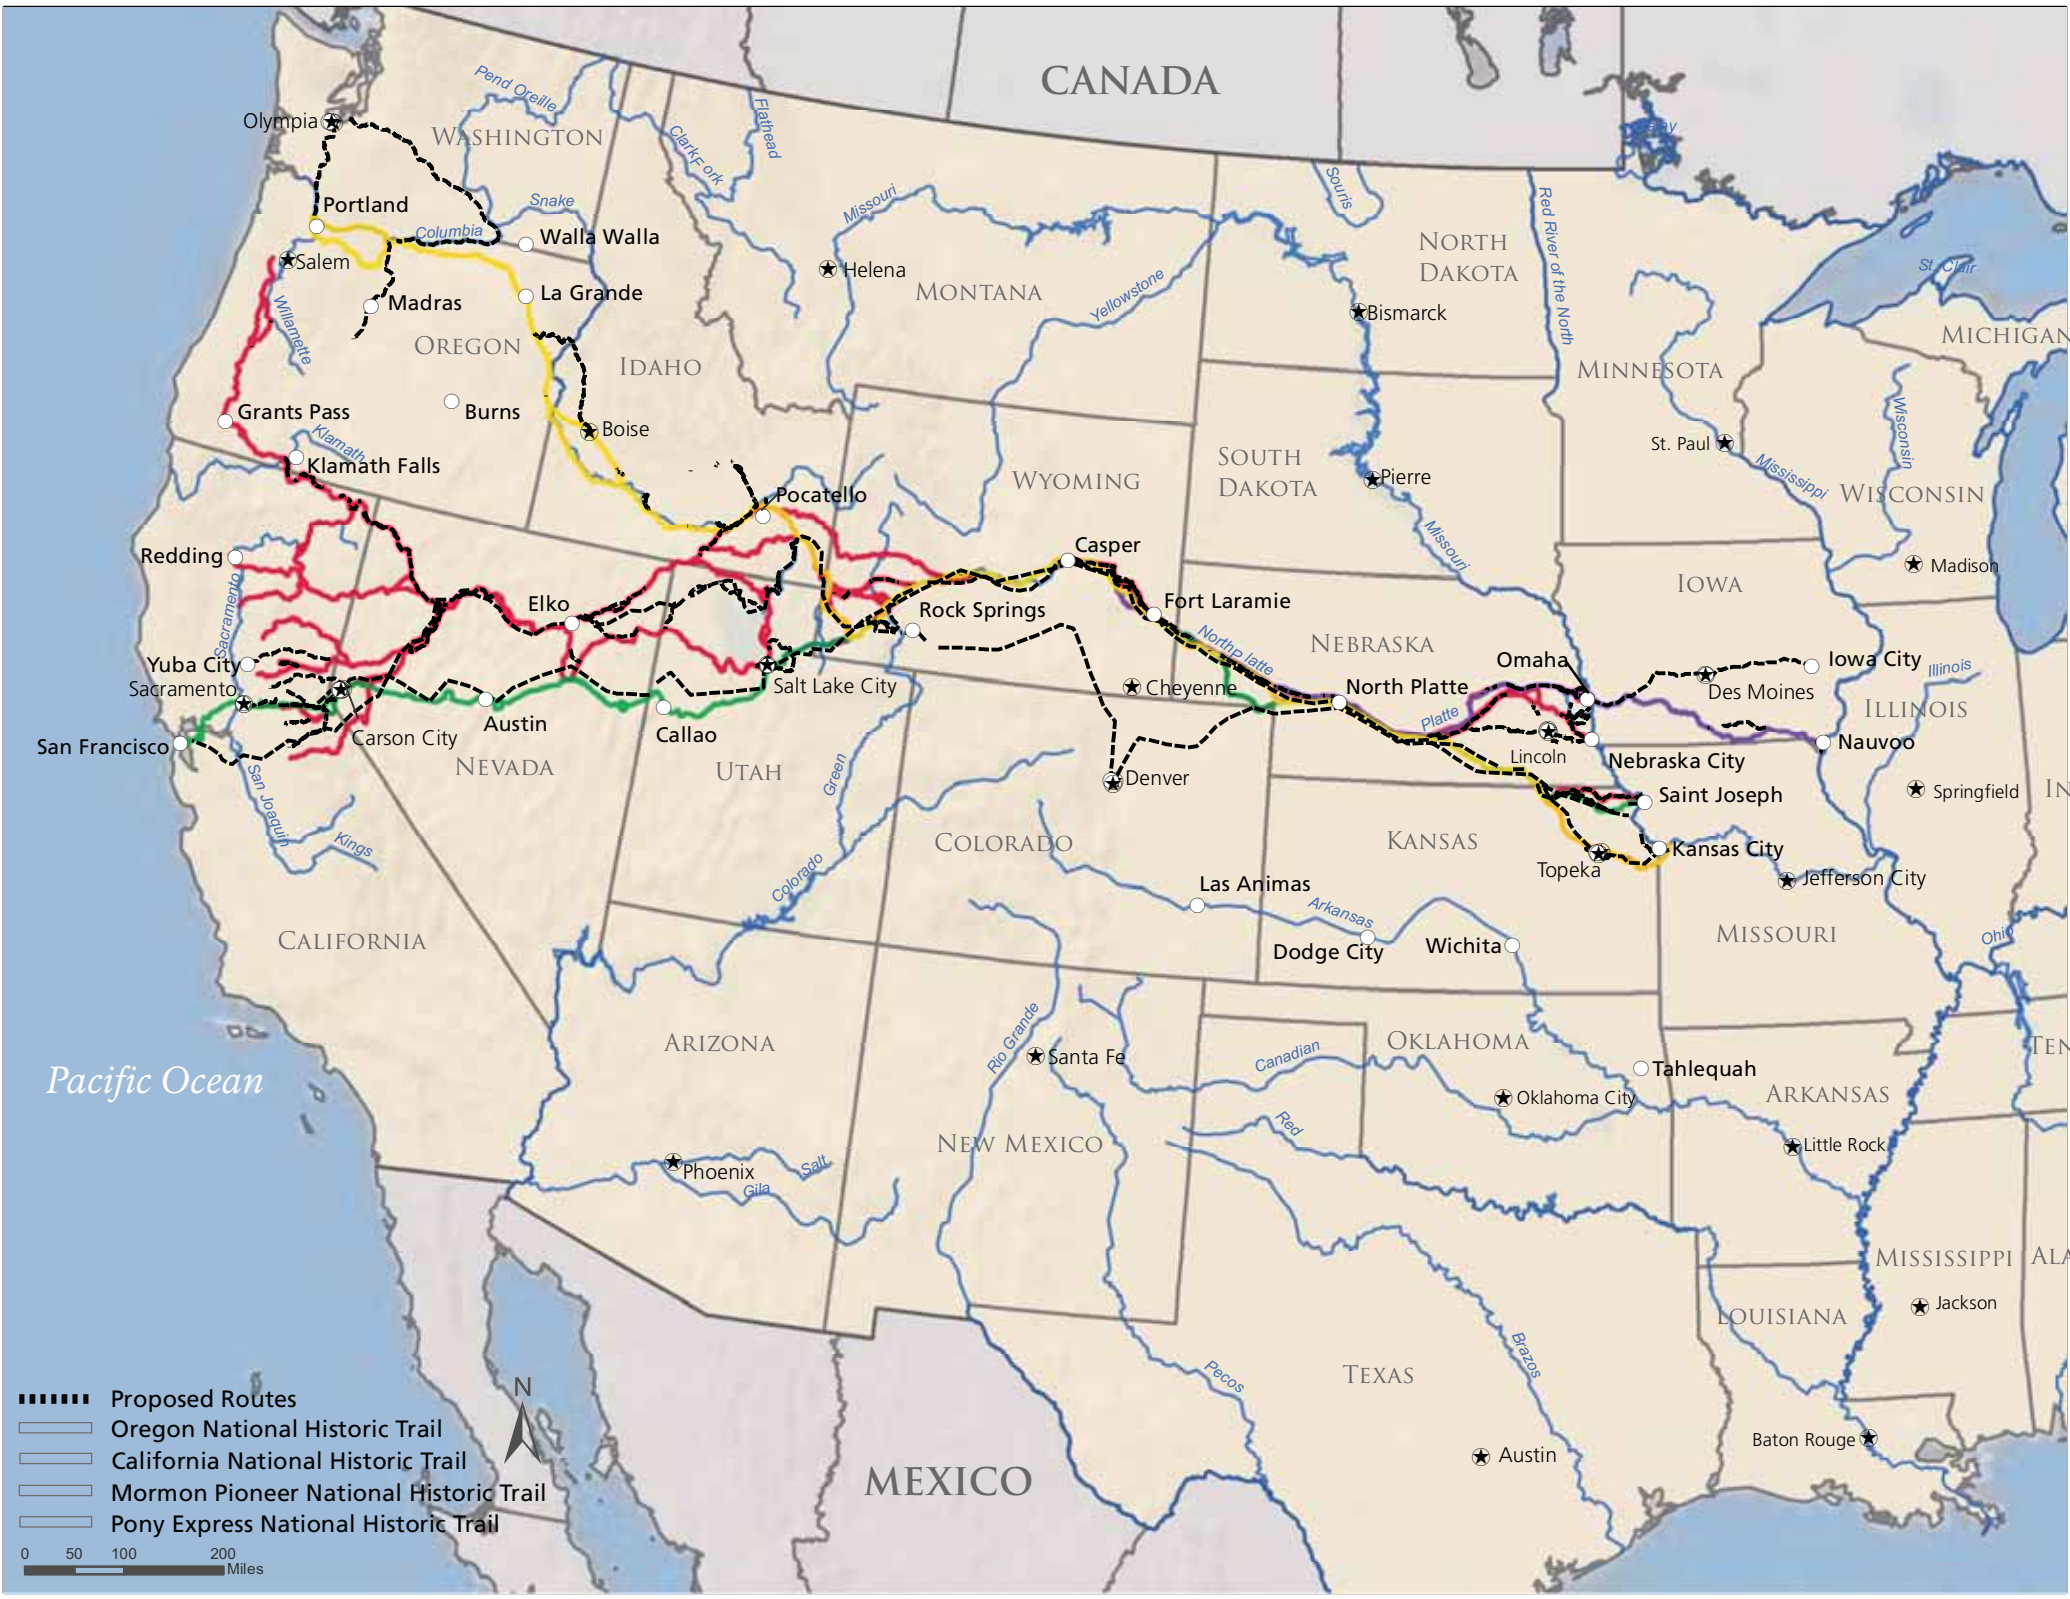 CANADA
Pend Oreille
Flathead
Olympia
WASHINGTON
Clark Fork
Souris
Red River of the North
Snake
Missouri
Portland
Columbia
Walla Walla
NORTH
DAKOTA
Salem
Helena
St. Clair
La Grande
MONTANA
Yellowstone
Madras
Bismarck
Willamette
OREGON
MICHIGAN
IDAHO
MINNESOTA
Grants Pass
Burns
Boise
Wisconsin
Klamath
St. Paul
Klamath Falls
SOUTH
DAKOTA
Mississippi
WYOMING
Pierre
Pocatello
WISCONSIN
Missouri
Redding
Casper
Madison
IOWA
Sacramento
Elko
Rock Springs
Fort Laramie
North Platte
NEBRASKA
Yuba City
Omaha
Iowa City
Illinois
Sacramento
Salt Lake City
Cheyenne
North Platte
Des Moines
ILLINOIS
Platte
San Francisco
Carson City
Austin
Callao
Lincoln
Nauvoo
Nebraska City
NEVADA
UTAH
Green
Denver
San Joaquin
Saint Joseph
Springfield
IN
Kings
COLORADO
KANSAS
Kansas City
Topeka
Colorado
Las Animas
Jefferson City
Arkansas
CALIFORNIA
Dodge City
Wichita
MISSOURI
Ohio
Rio Grande
ARIZONA
Santa Fe
Canadian
OKLAHOMA
TEN
Pacific Ocean
Tahlequah
Oklahoma City
ARKANSAS
Red
NEW MEXICO
Little Rock
Phoenix
Salt
Gila
MISSISSIPPI
ALA
Jackson
LOUISIANA
Brazos
TEXAS
Pecos
N
Proposed Routes
Oregon National Historic Trail
California National Historic Trail
Mormon Pioneer National Historic Trail
Pony Express National Historic Trail
MEXICO
Austin
Baton Rouge
0 50 100 200
Miles